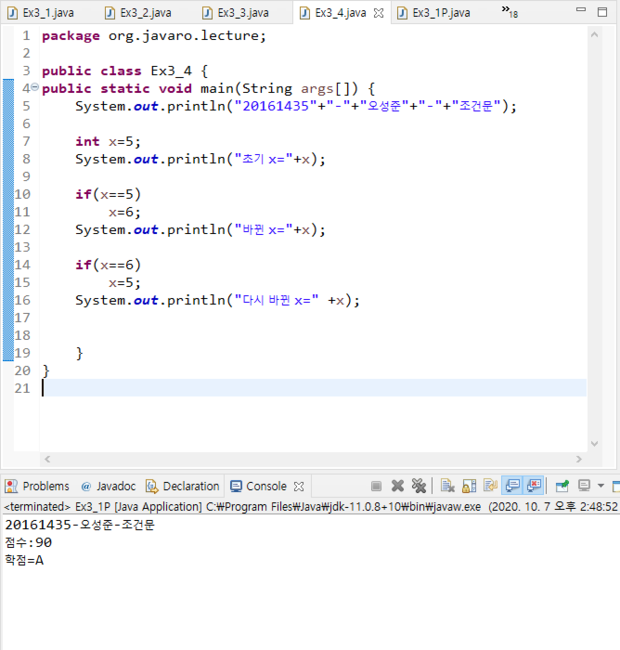 Ex3_1.java Ex3_2.java Ex3_3.java Ex3_4.java Ex3_1P.java »18
1 package org.javaro.lecture;
2
3 public class Ex3_4 {
4 public static void main(String args[]) {
5 System.out.println("20161435"+"-"+"오성준"+"-"+"조건문");
6
7 int x=5;
8 System.out.println("초기 x="+x);
9
10 if(x==5)
11 x=6;
12 System.out.println("바뀐 x="+x);
13
14 if(x==6)
15 x=5;
16 System.out.println("다시 바뀐 x=" +x);
17
18
19 }
20 }
21
Problems @ Javadoc Declaration Console
<terminated> Ex3_1P [Java Application] C:₩Program Files₩Java₩jdk-11.0.8+10₩bin₩javaw.exe (2020. 10. 7 오후 2:48:52
20161435-오성준-조건문
점수:90
학점=A